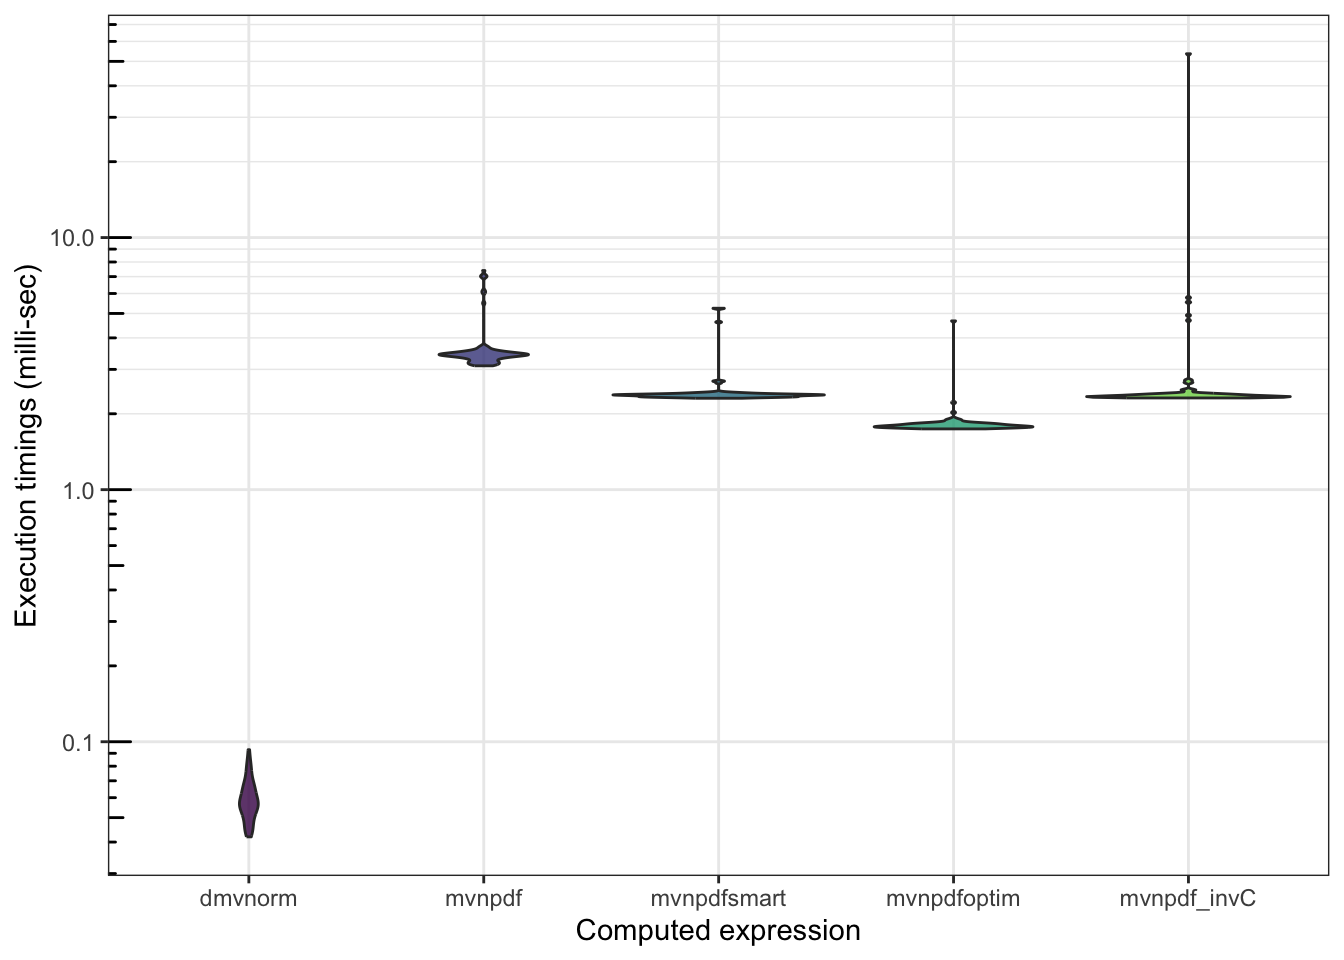 Execution timings (milli-sec)
10.0
1.0
0.1
dmvnorm mvnpdf mvnpdfsmart mvnpdfoptim mvnpdf_invC
Computed expression